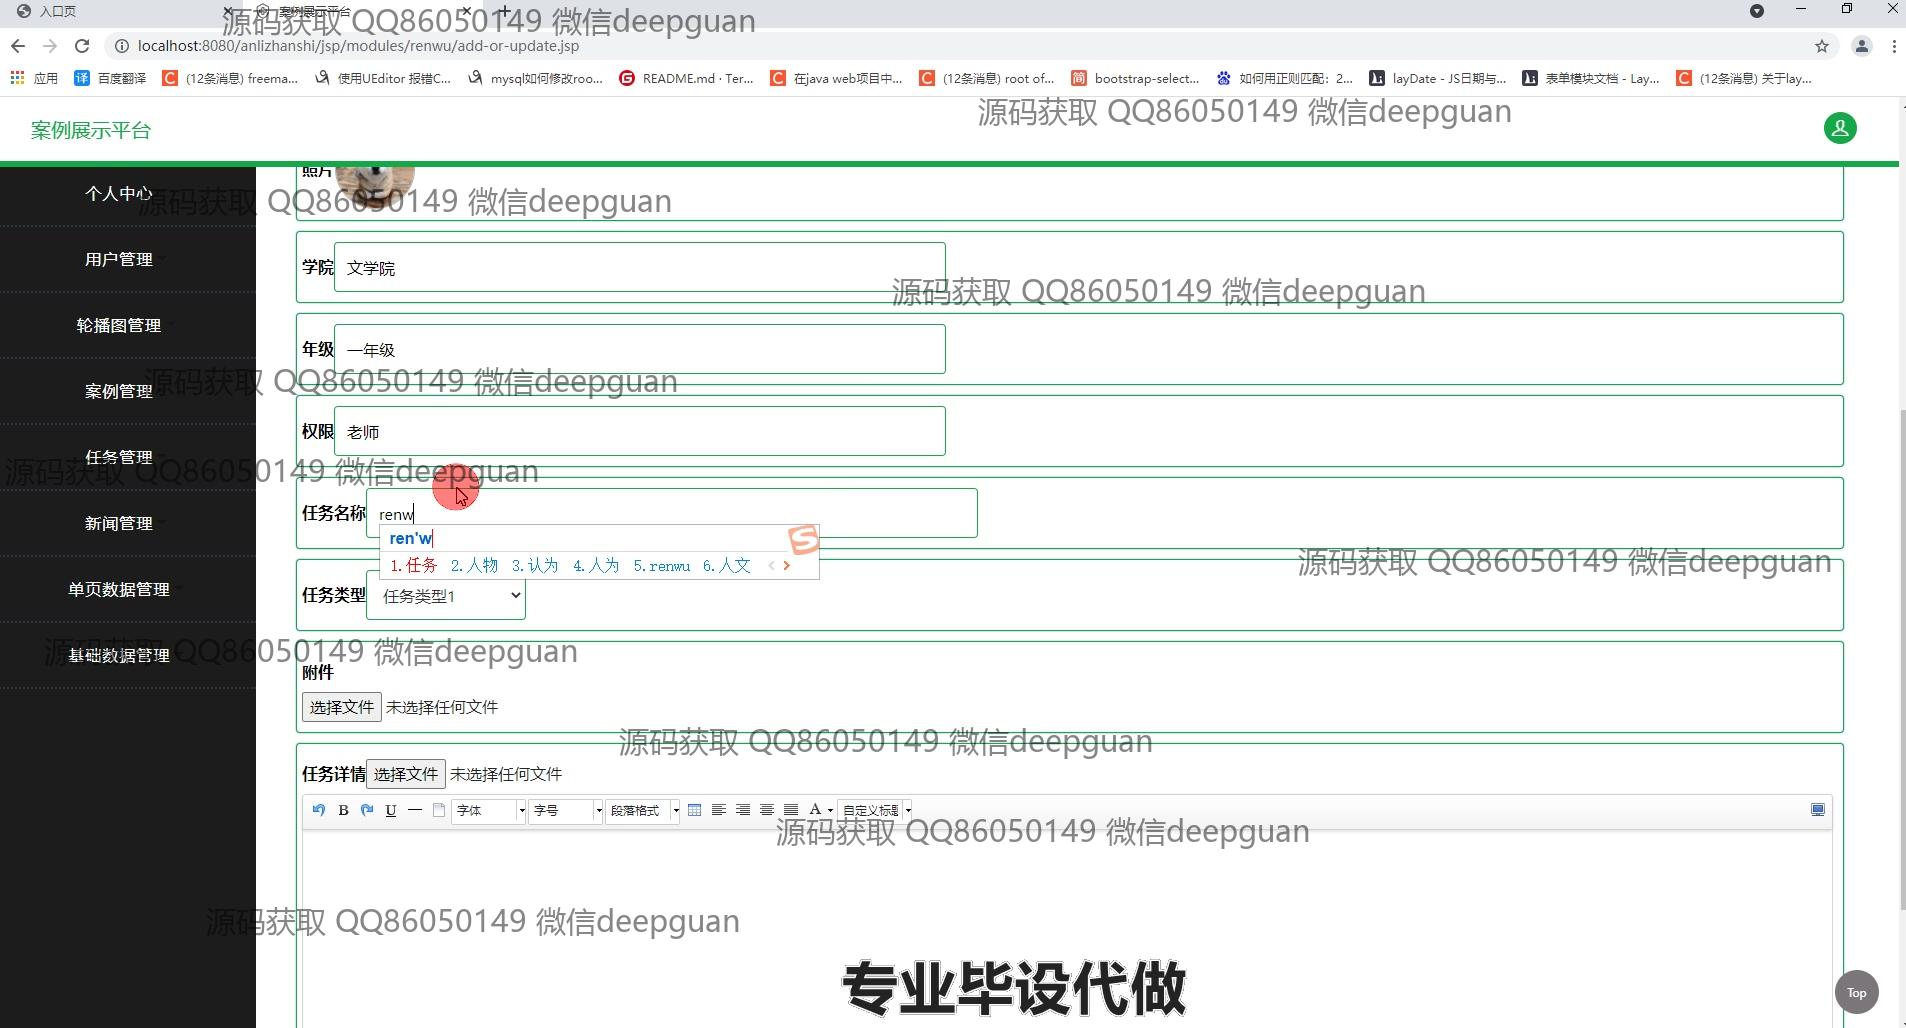 入口页
案例展示平台
源码获取 QQ86050149 微信deepguan
localhost:8080/anlizhanshi/jsp/modules/renwu/add-or-update.jsp
应用 百度翻译 (12条消息) freema... 使用UEditor 报错C... mysql如何修改roo... README.md · Ter... 在java web项目中... (12条消息) root of... bootstrap-select... 如何用正则匹配：2... layDate - JS日期与... 表单模块文档 - Lay... (12条消息) 关于lay...
源码获取 QQ86050149 微信deepguan
案例展示平台
照片
个人中心
源码获取 QQ86050149 微信deepguan
用户管理
学院 文学院
源码获取 QQ86050149 微信deepguan
轮播图管理
年级 一年级
案例管理
源码获取 QQ86050149 微信deepguan
权限 老师
任务管理
源码获取 QQ86050149 微信deepguan
任务名称 renw
新闻管理
ren'w
1.任务 2.人物 3.认为 4.人为 5.renwu 6.人文
源码获取 QQ86050149 微信deepguan
单页数据管理
任务类型 任务类型1
基础数据管理
源码获取 QQ86050149 微信deepguan
附件
选择文件 未选择任何文件
源码获取 QQ86050149 微信deepguan
任务详情 选择文件 未选择任何文件
B U 字体 字号 段落格式 A 自定义标题
源码获取 QQ86050149 微信deepguan
源码获取 QQ86050149 微信deepguan
专业毕设代做
Top